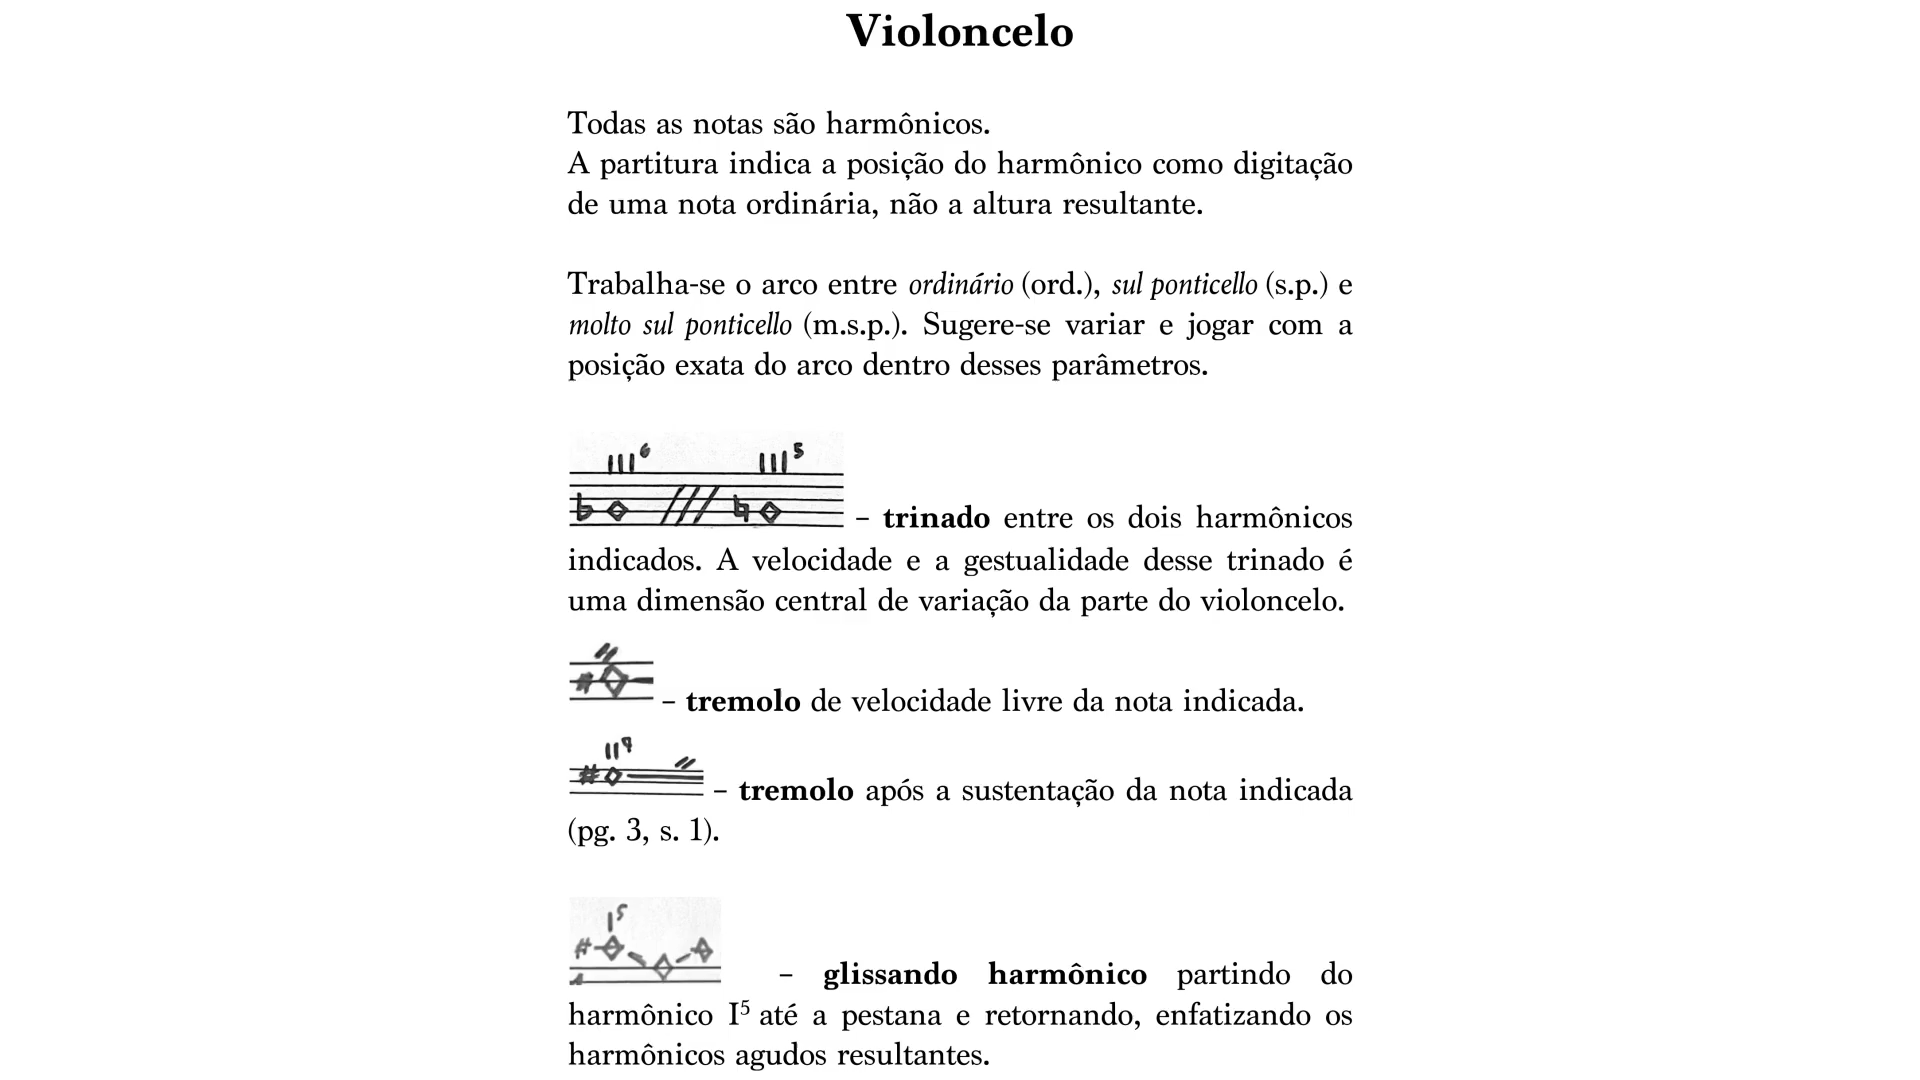 Violoncelo
Todas as notas são harmônicos.
A partitura indica a posição do harmônico como digitação
de uma nota ordinária, não a altura resultante.
Trabalha-se o arco entre ordinário (ord.), sul ponticello (s.p.) e
molto sul ponticello (m.s.p.). Sugere-se variar e jogar com a
posição exata do arco dentro desses parâmetros.
III⁶ III⁵
– trinado entre os dois harmônicos
indicados. A velocidade e a gestualidade desse trinado é
uma dimensão central de variação da parte do violoncelo.
– tremolo de velocidade livre da nota indicada.
– tremolo após a sustentação da nota indicada
(pg. 3, s. 1).
I⁵
– glissando harmônico partindo do
harmônico I⁵ até a pestana e retornando, enfatizando os
harmônicos agudos resultantes.